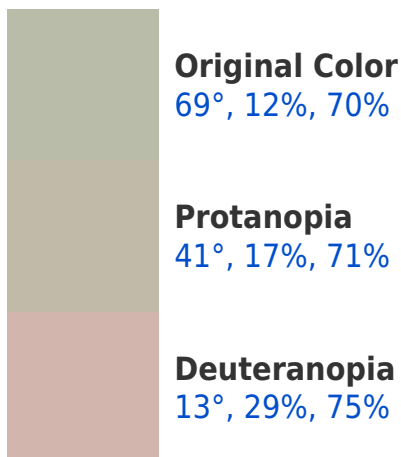 Original Color
69°, 12%, 70%
Protanopia
41°, 17%, 71%
Deuteranopia
13°, 29%, 75%